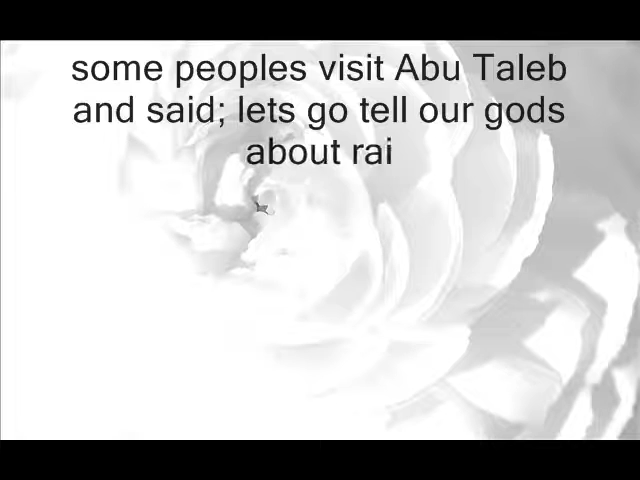 some peoples visit Abu Taleb
and said; lets go tell our gods
about rai